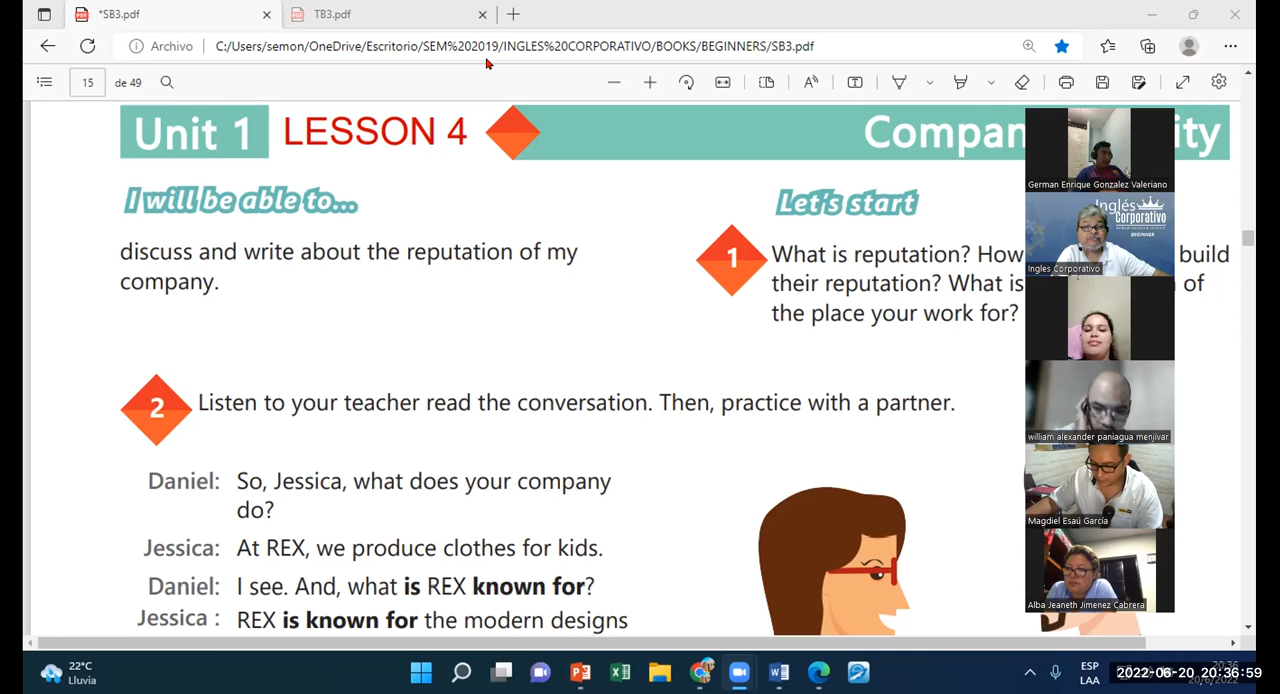 *SB3.pdf
TB3.pdf
Archivo
C:/Users/semon/OneDrive/Escritorio/SEM%202019/INGLES%20CORPORATIVO/BOOKS/BEGINNERS/SB3.pdf
15
de 49
Unit 1
LESSON 4
Compan
ity
I will be able to...
Let's start
discuss and write about the reputation of my
company.
1
What is reputation? How
build
their reputation? What is
of
the place your work for?
2
Listen to your teacher read the conversation. Then, practice with a partner.
Daniel: So, Jessica, what does your company
do?
Jessica: At REX, we produce clothes for kids.
Daniel: I see. And, what is REX known for?
Jessica : REX is known for the modern designs
German Enrique Gonzalez Valeriano
Inglés
Corporativo
BEGINNER
Ingles Corporativo
william alexander paniagua menjivar
Magdiel Esaú García
Alba Jeaneth Jimenez Cabrera
22°C
Lluvia
ESP
LAA
20:36
2022-06-20, 20:36:59